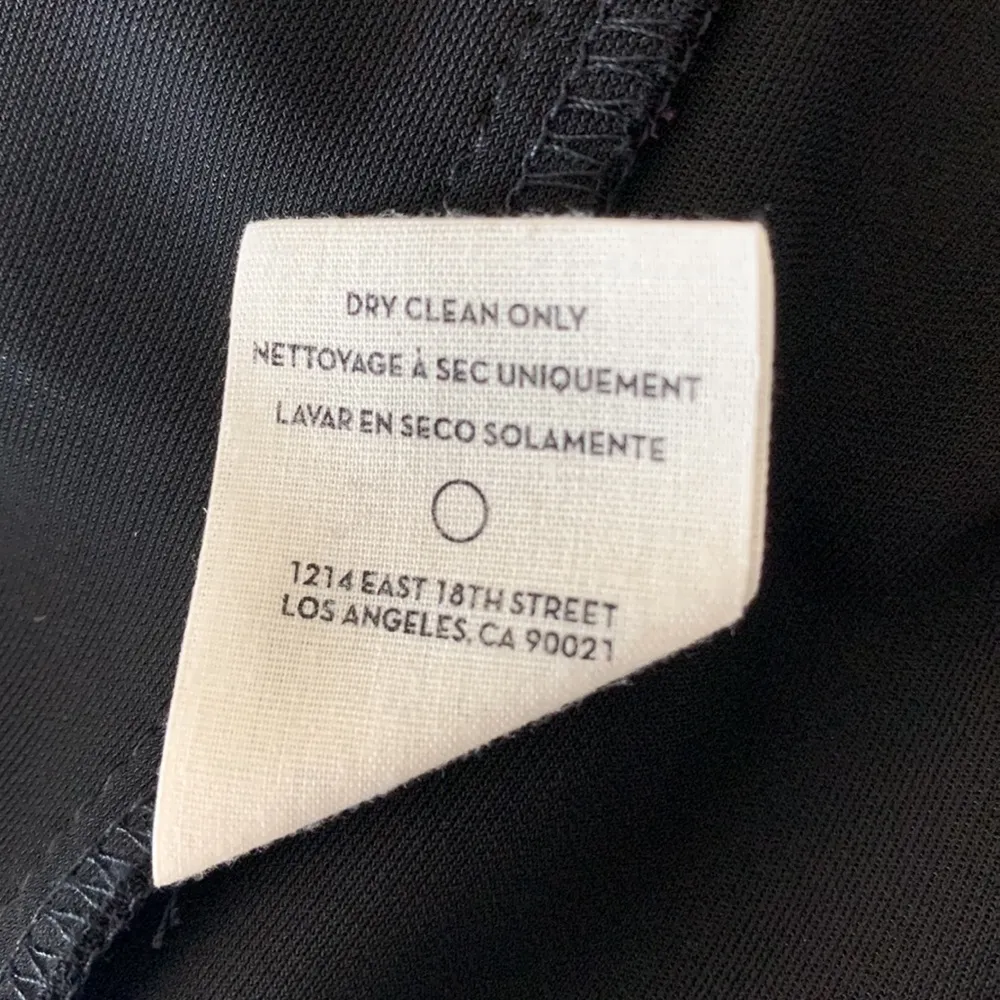 DRY CLEAN ONLY
NETTOYAGE À SEC UNIQUEMENT
LAVAR EN SECO SOLAMENTE
1214 EAST 18TH STREET
LOS ANGELES, CA 90021